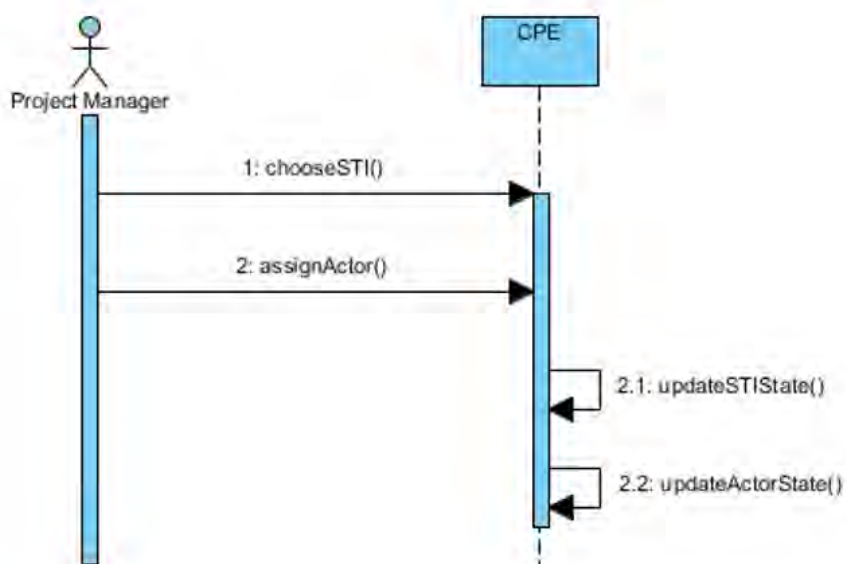 CPE
Project Manager
1: chooseSTI()
2: assignActor()
2.1: updateSTIState()
2.2: updateActorState()